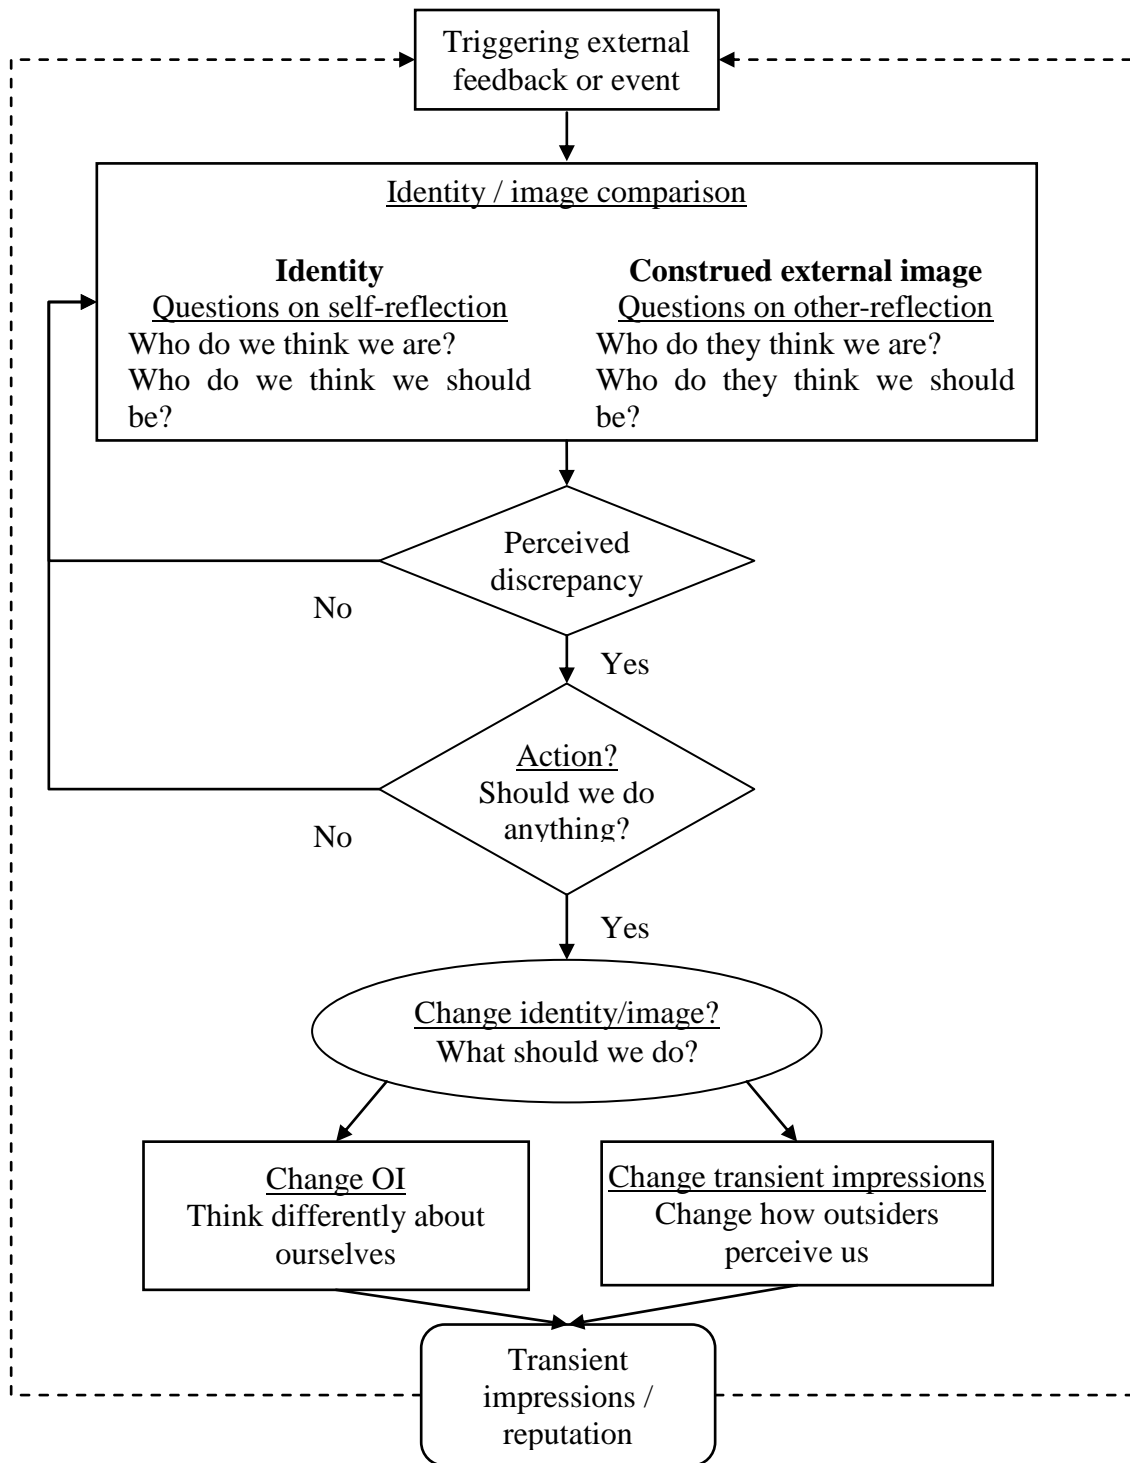 Triggering external
feedback or event
Identity / image comparison
Identity
Questions on self-reflection
Who do we think we are?
Who do we think we should
be?
Construed external image
Questions on other-reflection
Who do they think we are?
Who do they think we should
be?
Perceived
discrepancy
No
Yes
Action?
Should we do
anything?
No
Yes
Change identity/image?
What should we do?
Change OI
Think differently about
ourselves
Change transient impressions
Change how outsiders
perceive us
Transient
impressions /
reputation